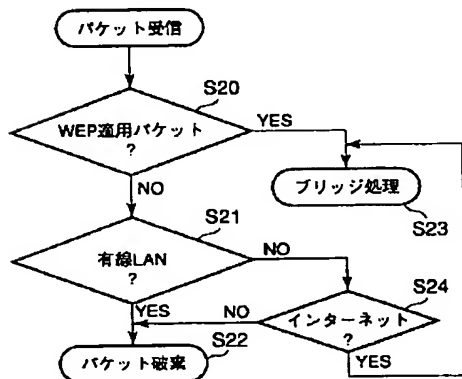 パケット受信
S20
WEP適用パケット
?
YES
NO
ブリッジ処理
S23
S21
有線LAN
?
NO
YES
S24
インターネット
?
NO
YES
パケット破棄
S22